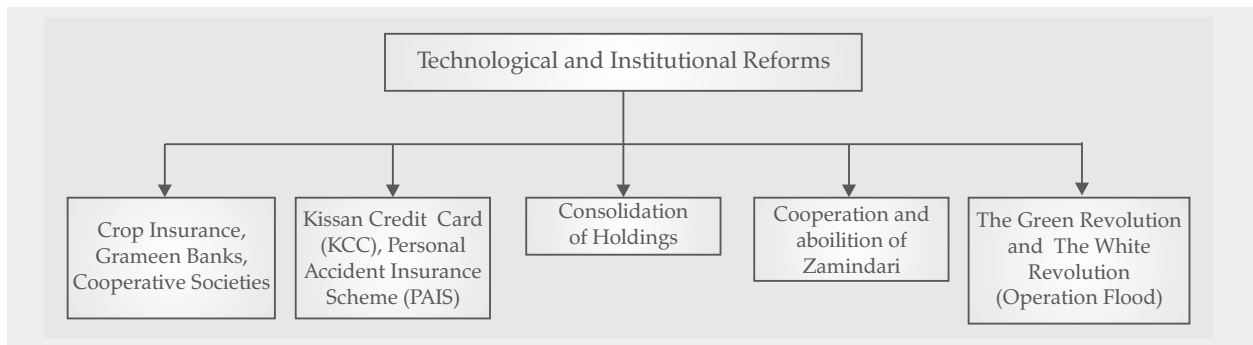 Technological and Institutional Reforms
Crop Insurance,
Grameen Banks,
Cooperative Societies
Kissan Credit Card
(KCC), Personal
Accident Insurance
Scheme (PAIS)
Consolidation
of Holdings
Cooperation and
aboilition of
Zamindari
The Green Revolution
and The White
Revolution
(Operation Flood)